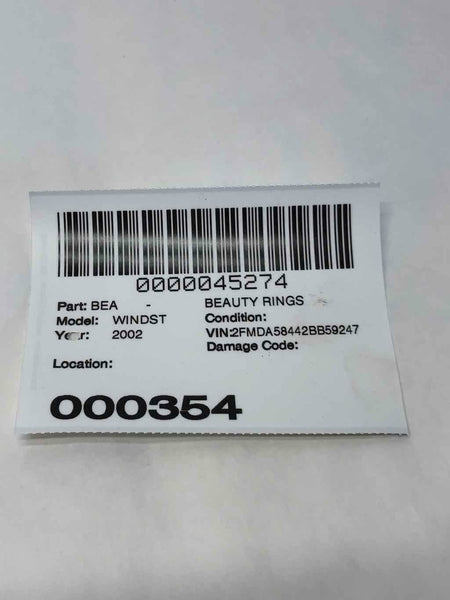 0000045274
Part: BEA - BEAUTY RINGS
Model: WINDST Condition:
Year: 2002 VIN:2FMDA58442BB59247
Damage Code:
Location:
000354